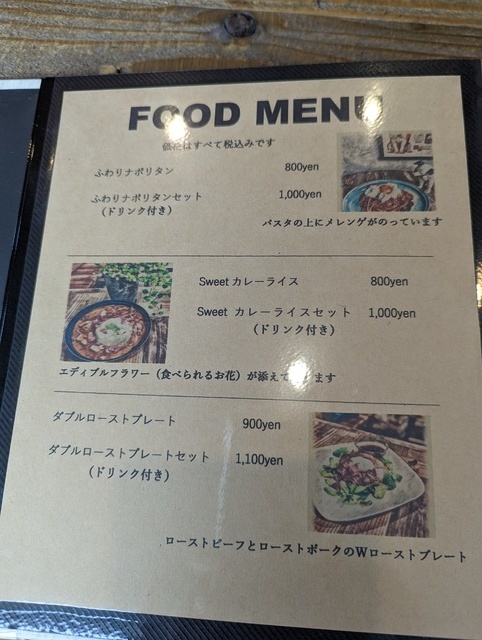 FOOD MENU
価格はすべて税込みです
ふわりナポリタン 800yen
ふわりナポリタンセット 1,000yen
(ドリンク付き)
パスタの上にメレンゲがのっています
Sweet カレーライス 800yen
Sweet カレーライスセット 1,000yen
(ドリンク付き)
エディブルフラワー（食べられるお花）が添えて ます
ダブルローストプレート 900yen
ダブルローストプレートセット 1,100yen
(ドリンク付き)
ローストビーフとローストポークのWローストプレート